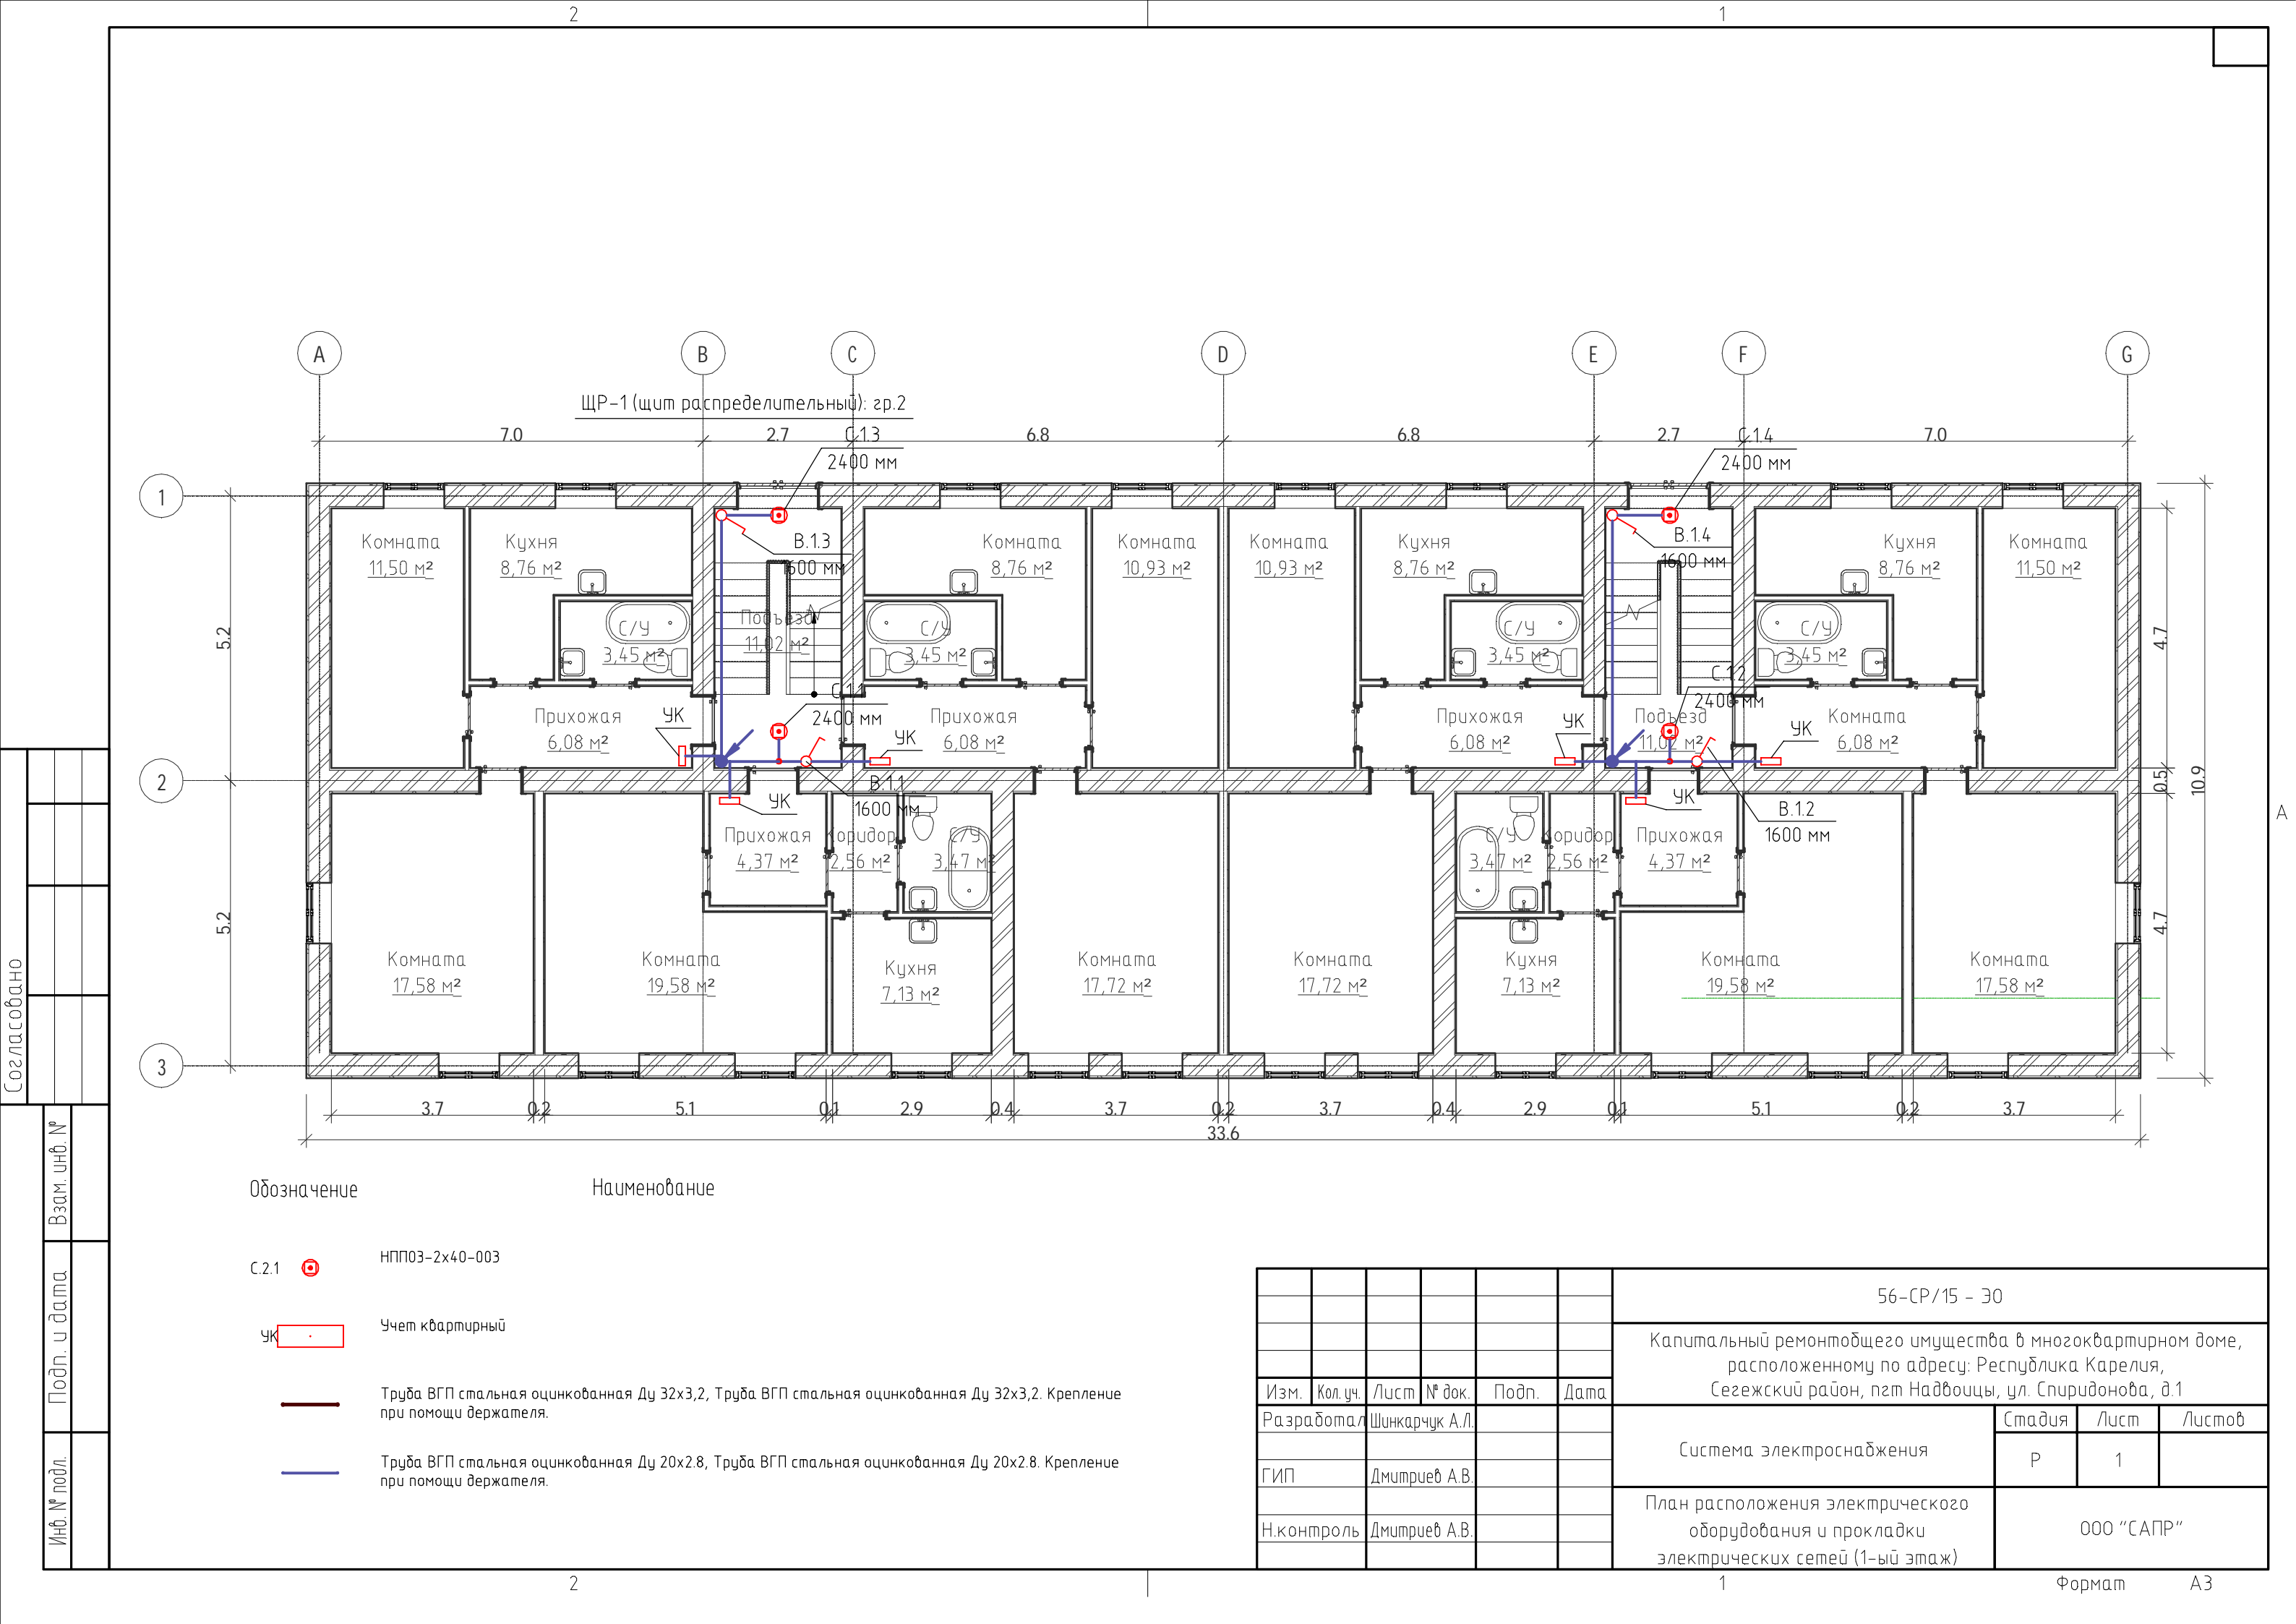 2
1
A
B
C
D
E
F
G
ЩР-1 (щит распределительный): гр.2
7.0
2.7
С.1.3
6.8
6.8
2.7
С.1.4
7.0
2400 мм
2400 мм
1
2
3
5.2
5.2
4.7
0.5
4.7
10.9
А
Комната
11,50 м²
Кухня
8,76 м²
В.1.3
Комната
8,76 м²
Комната
10,93 м²
Комната
10,93 м²
Кухня
8,76 м²
В.1.4
1600 мм
Кухня
8,76 м²
Комната
11,50 м²
С/У
3,45 м²
Подъезд
11,02 м²
С/У
3,45 м²
С/У
3,45 м²
С/У
3,45 м²
С.1.2
2400 мм
2400 мм
Прихожая
6,08 м²
УК
Прихожая
6,08 м²
УК
Прихожая
6,08 м²
УК
Подъезд
11,02 м²
Комната
6,08 м²
УК
В.1.1
1600 мм
УК
УК
В.1.2
1600 мм
Прихожая
4,37 м²
Коридор
2,56 м²
С/У
3,47 м²
С/У
3,47 м²
Коридор
2,56 м²
Прихожая
4,37 м²
Комната
17,58 м²
Комната
19,58 м²
Кухня
7,13 м²
Комната
17,72 м²
Комната
17,72 м²
Кухня
7,13 м²
Комната
19,58 м²
Комната
17,58 м²
3.7
0.2
5.1
0.1
2.9
0.4
3.7
0.2
3.7
0.4
2.9
0.1
5.1
0.2
3.7
33.6
Обозначение
Наименование
С.2.1
НПП03-2х40-003
УК
Учет квартирный
Труба ВГП стальная оцинкованная Ду 32х3,2, Труба ВГП стальная оцинкованная Ду 32х3,2. Крепление
при помощи держателя.
Труба ВГП стальная оцинкованная Ду 20х2.8, Труба ВГП стальная оцинкованная Ду 20х2.8. Крепление
при помощи держателя.
Согласовано
Взам. инв. №
Подп. и дата
Инв. № подл.
56-СР/15 - ЭО
Капитальный ремонтобщего имущества в многоквартирном доме,
расположенному по адресу: Республика Карелия,
Сегежский район, пгт Надвоицы, ул. Спиридонова, д.1
Изм.
Кол. уч.
Лист
№ док.
Подп.
Дата
Разработал
Шинкарчук А.Л.
ГИП
Дмитриев А.В.
Н.контроль
Дмитриев А.В.
Система электроснабжения
Стадия
Лист
Листов
Р
1
План расположения электрического
оборудования и прокладки
электрических сетей (1-ый этаж)
ООО "САПР"
2
1
Формат
А3